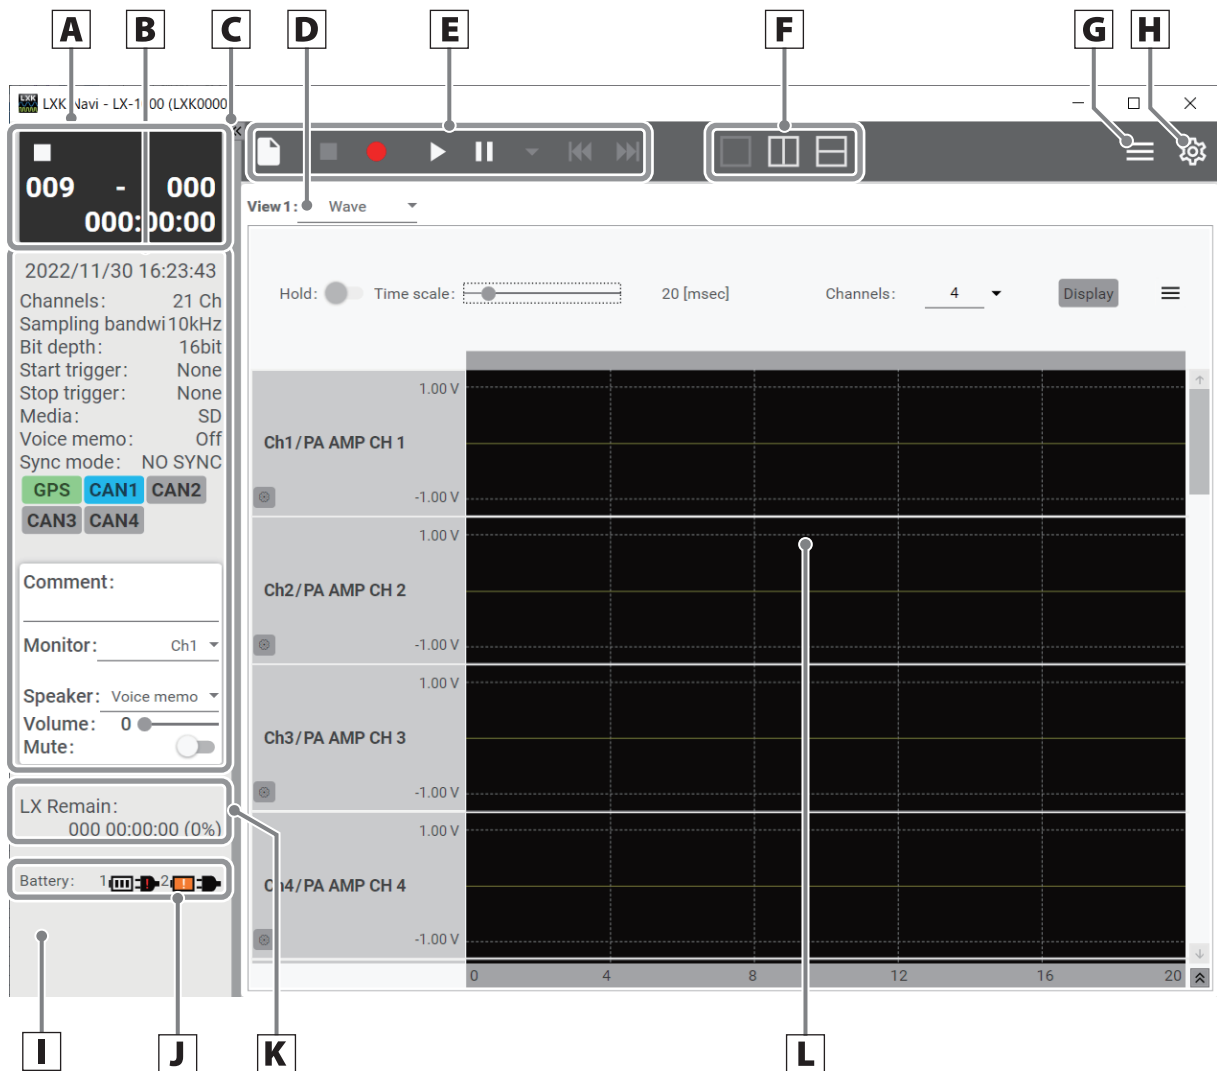 A B C D E F G H
LXK Navi - LX-1000 (LXK0000
009 - 000
000:00:00
View1: Wave
2022/11/30 16:23:43
Channels: 21 Ch
Sampling bandwi 10kHz
Bit depth: 16bit
Start trigger: None
Stop trigger: None
Media: SD
Voice memo: Off
Sync mode: NO SYNC
GPS CAN1 CAN2
CAN3 CAN4
Comment:
Monitor: Ch1
Speaker: Voice memo
Volume: 0
Mute:
LX Remain:
000 00:00:00 (0%)
Battery: 1 2
Hold: Time scale: 20 [msec] Channels: 4 Display
1.00 V
Ch1/PA AMP CH 1
-1.00 V
1.00 V
Ch2/PA AMP CH 2
-1.00 V
1.00 V
Ch3/PA AMP CH 3
-1.00 V
1.00 V
Ch4/PA AMP CH 4
-1.00 V
0 4 8 12 16 20
I J K L